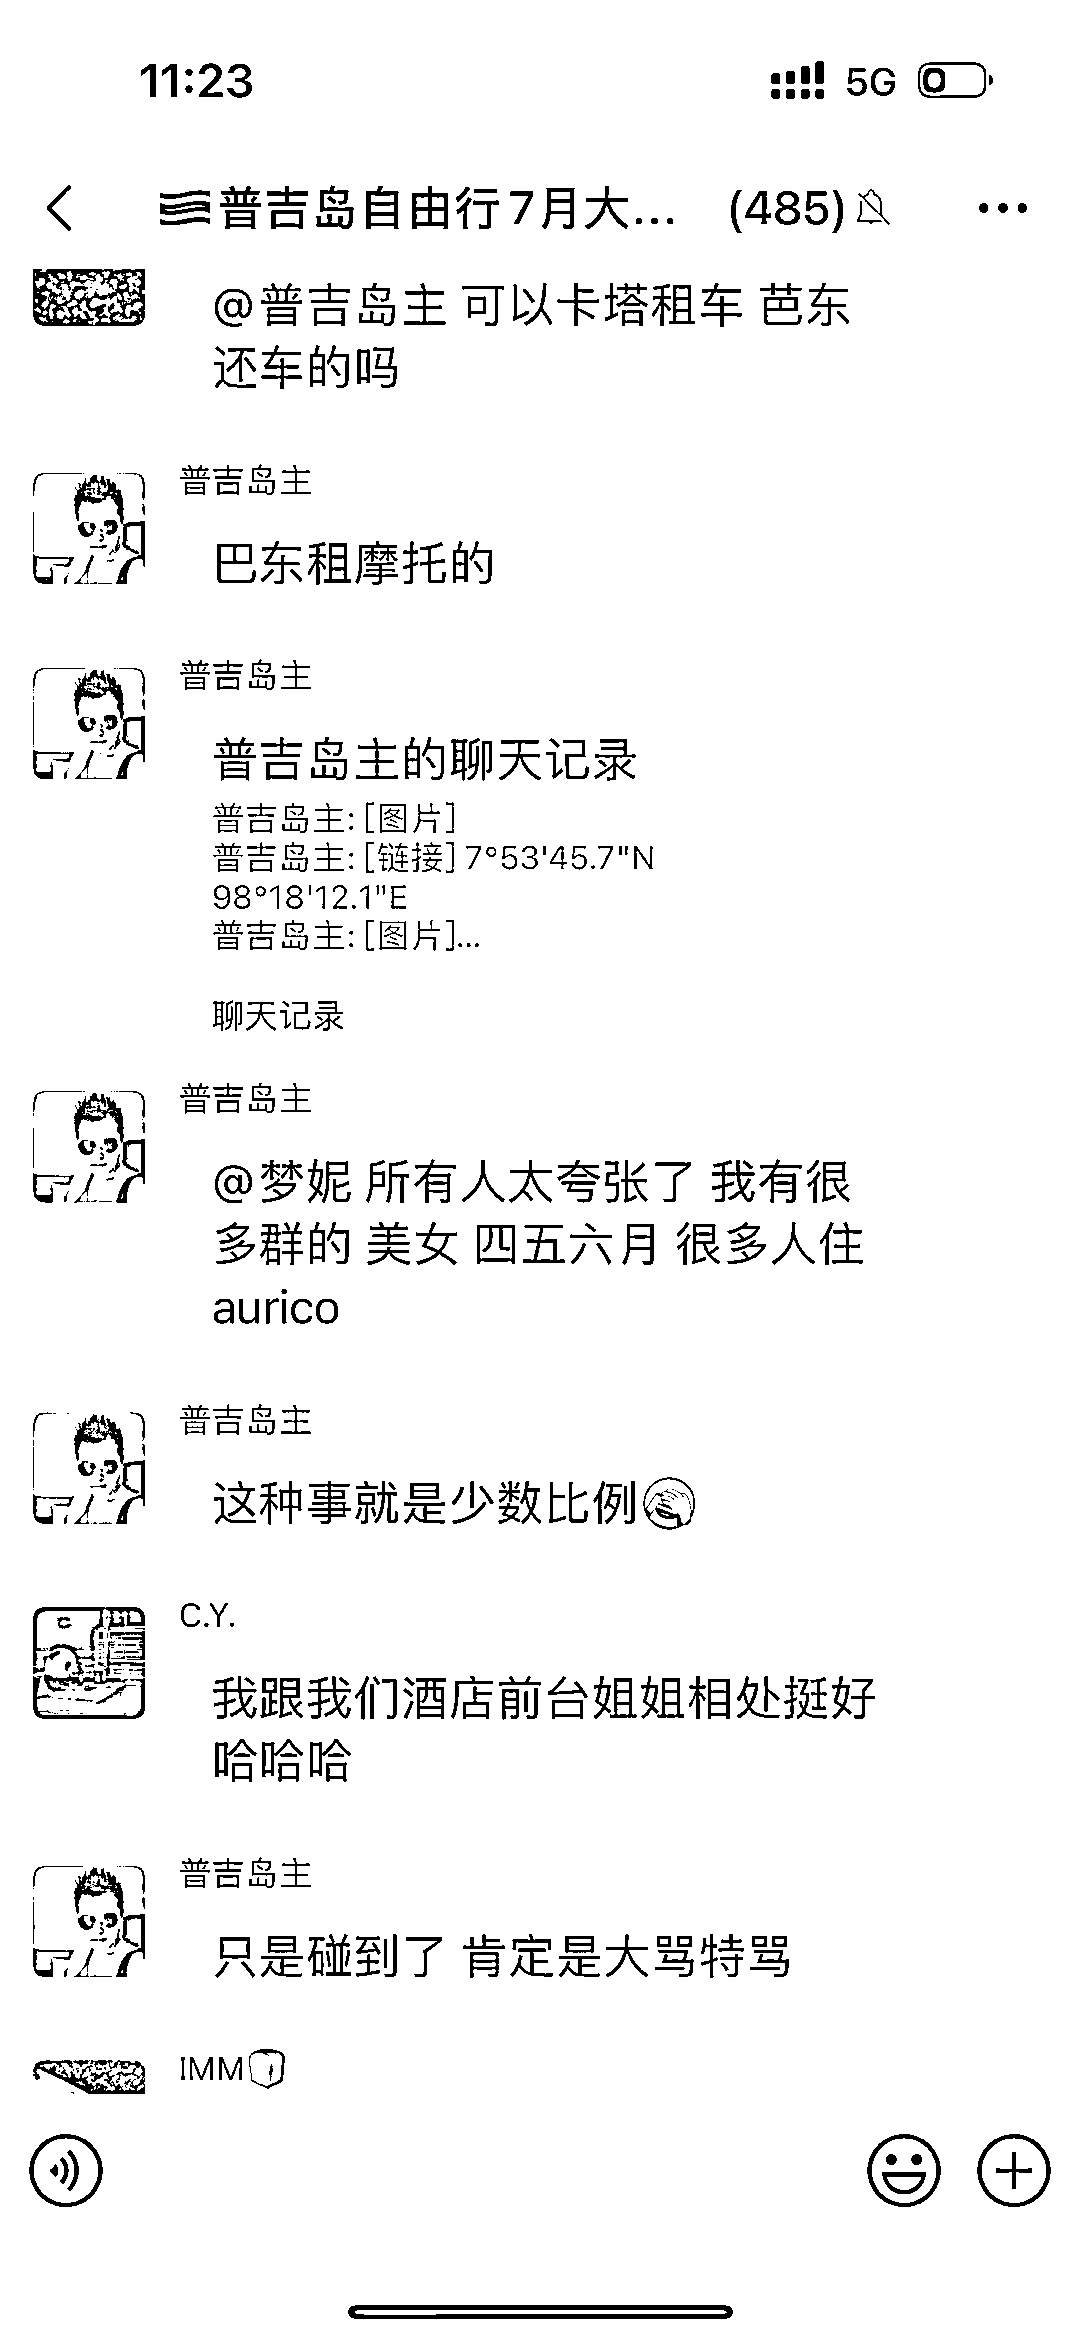 11:23
5G
普吉岛自由行7月大... (485)
@普吉岛主 可以卡塔租车 芭东
还车的吗
普吉岛主
巴东租摩托的
普吉岛主
普吉岛主的聊天记录
普吉岛主: [图片]
普吉岛主: [链接] 7°53'45.7"N
98°18'12.1"E
普吉岛主: [图片]...
聊天记录
普吉岛主
@梦妮 所有人太夸张了 我有很
多群的 美女 四五六月 很多人住
aurico
普吉岛主
这种事就是少数比例
C.Y.
我跟我们酒店前台姐姐相处挺好
哈哈哈
普吉岛主
只是碰到了 肯定是大骂特骂
IMM